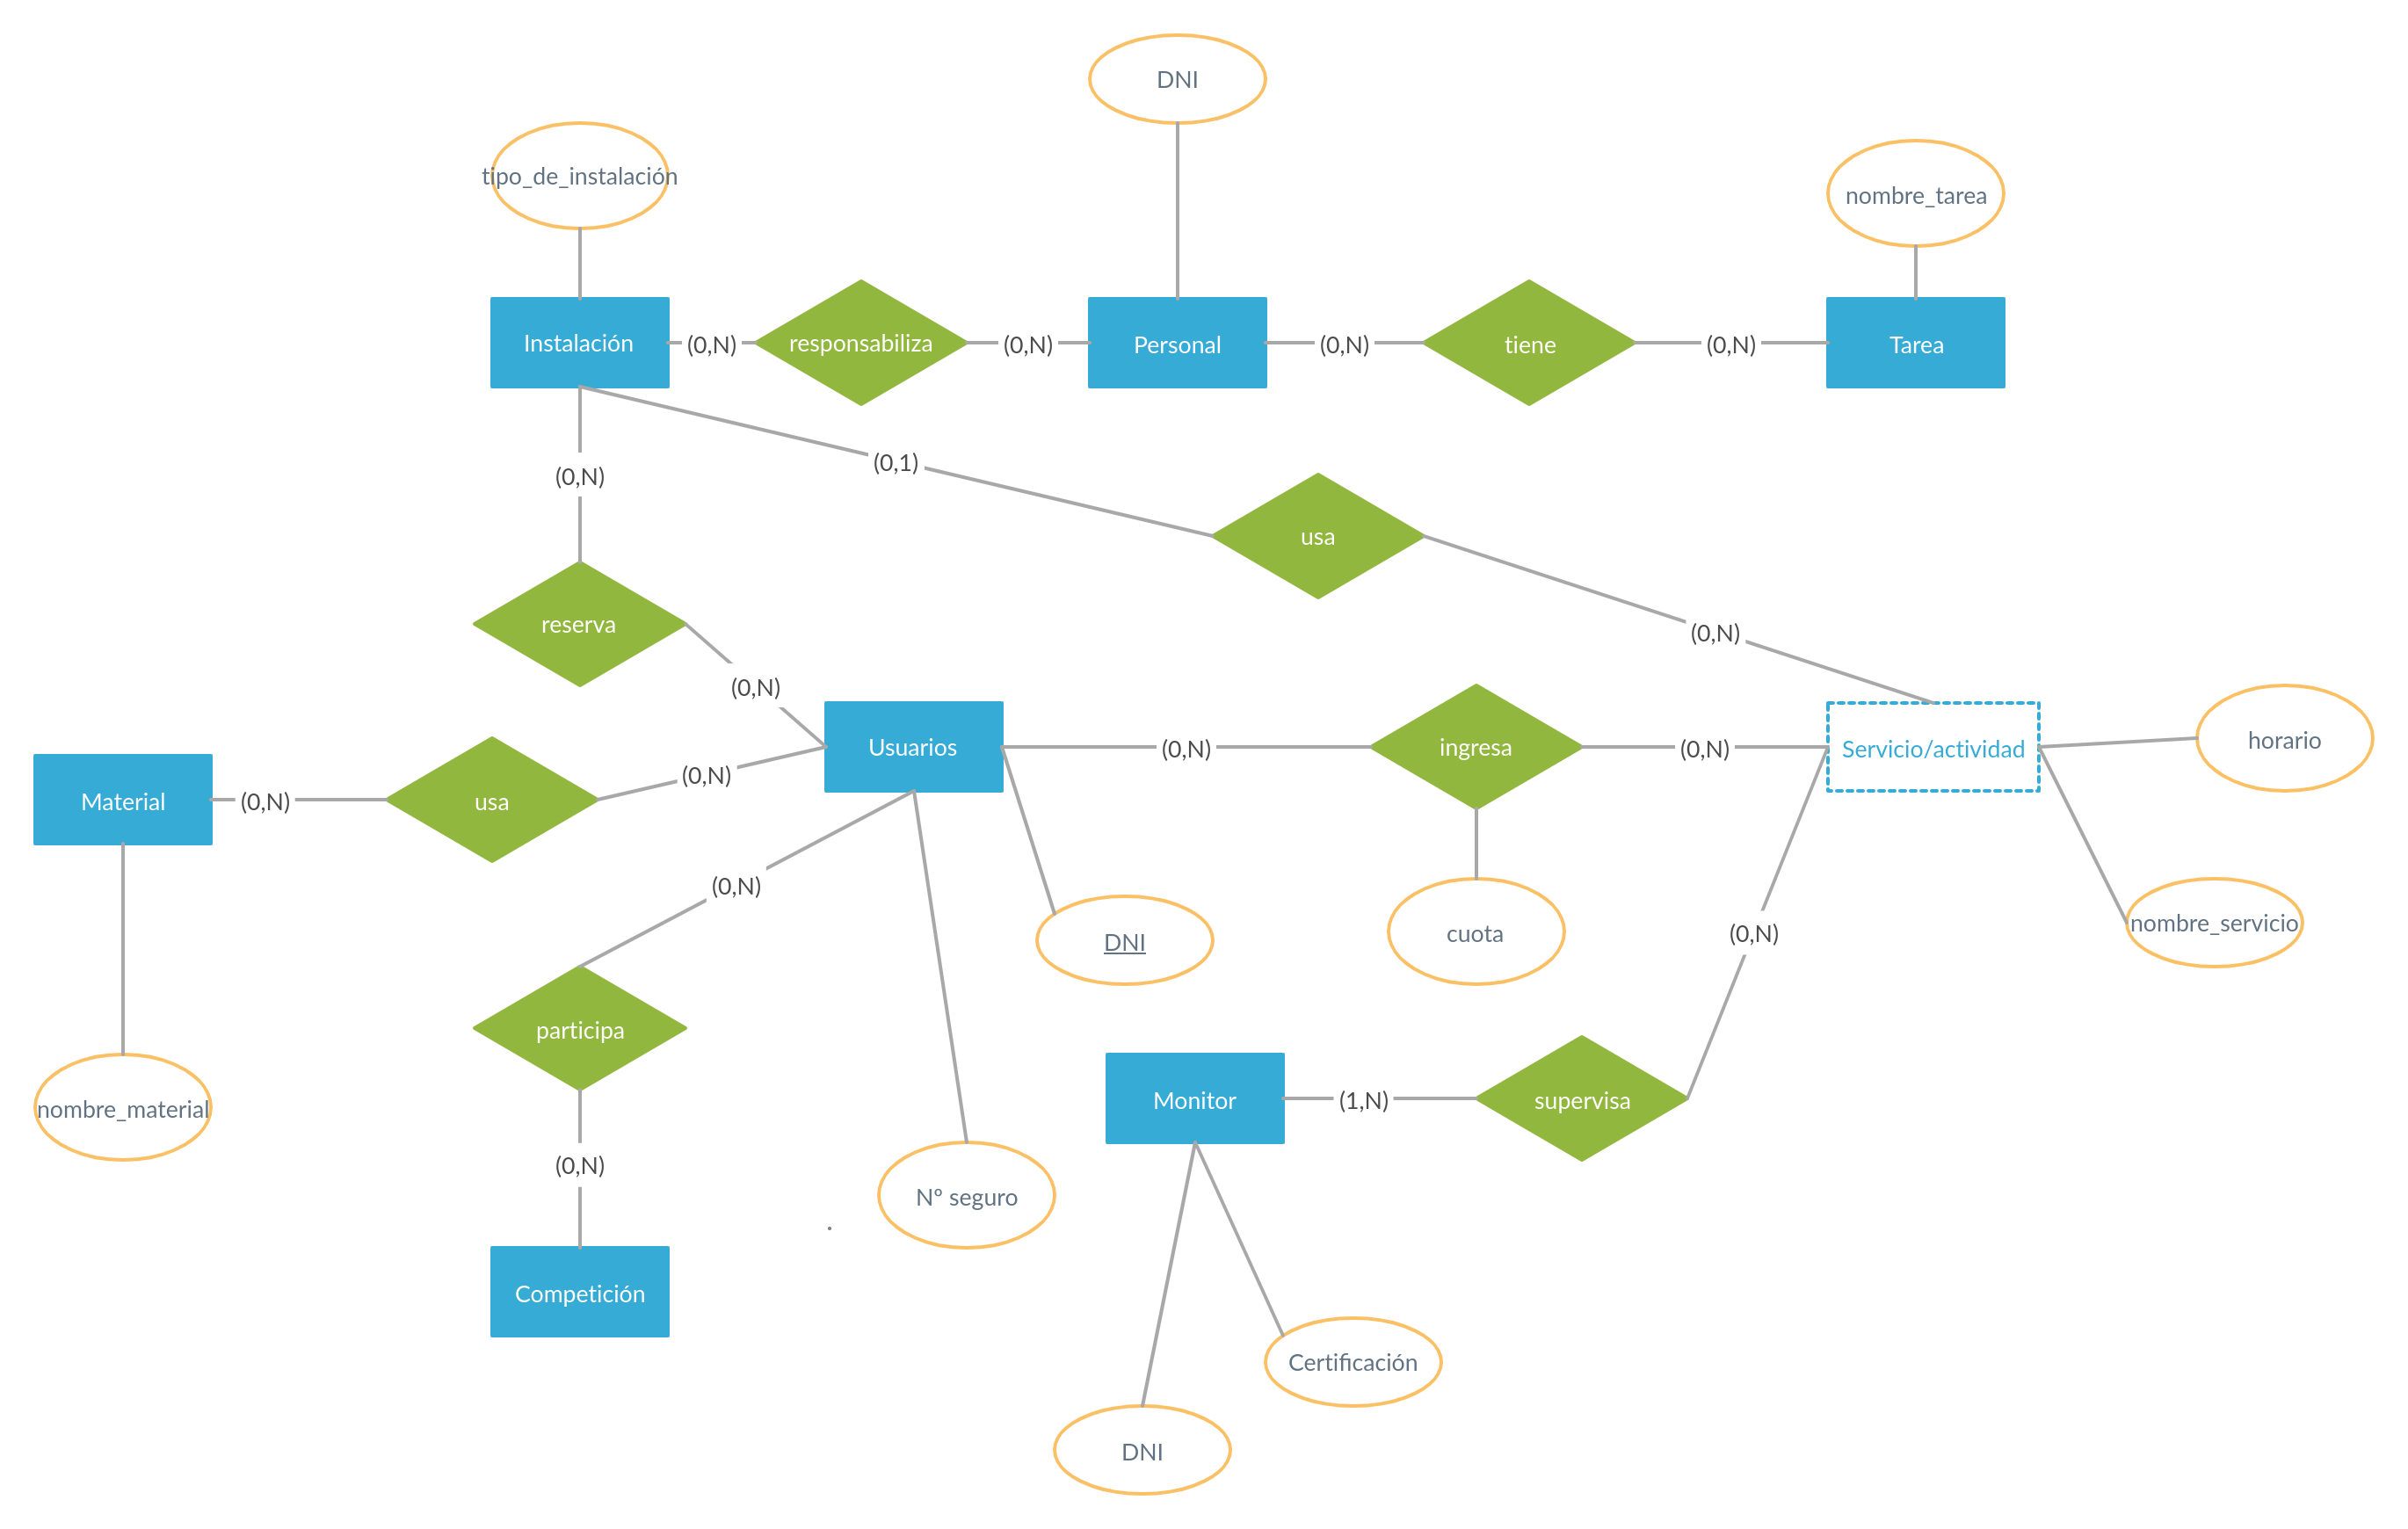 DNI
tipo_de_instalación
nombre_tarea
Instalación
(0,N)
responsabiliza
(0,N)
Personal
(0,N)
tiene
(0,N)
Tarea
(0,1)
(0,N)
usa
reserva
(0,N)
(0,N)
Usuarios
(0,N)
ingresa
(0,N)
Servicio/actividad
horario
Material
(0,N)
usa
(0,N)
(0,N)
DNI
cuota
(0,N)
nombre_servicio
participa
nombre_material
Monitor
(1,N)
supervisa
(0,N)
Nº seguro
.
Competición
Certificación
DNI